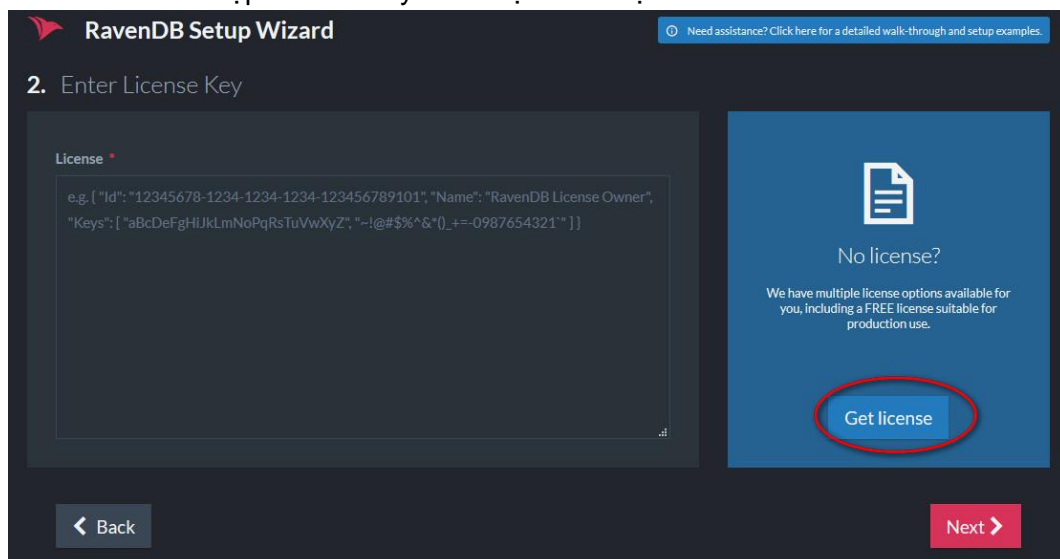 RavenDB Setup Wizard
Need assistance? Click here for a detailed walk-through and setup examples.
2. Enter License Key
License *
e.g. { "Id": "12345678-1234-1234-1234-123456789101", "Name": "RavenDB License Owner",
"Keys": [ "aBcDeFgHiJkLmNoPqRsTuVwXyZ", "~!@#$%^&*()_+=-0987654321`" ] }
No license?
We have multiple license options available for
you, including a FREE license suitable for
production use.
Get license
Back
Next